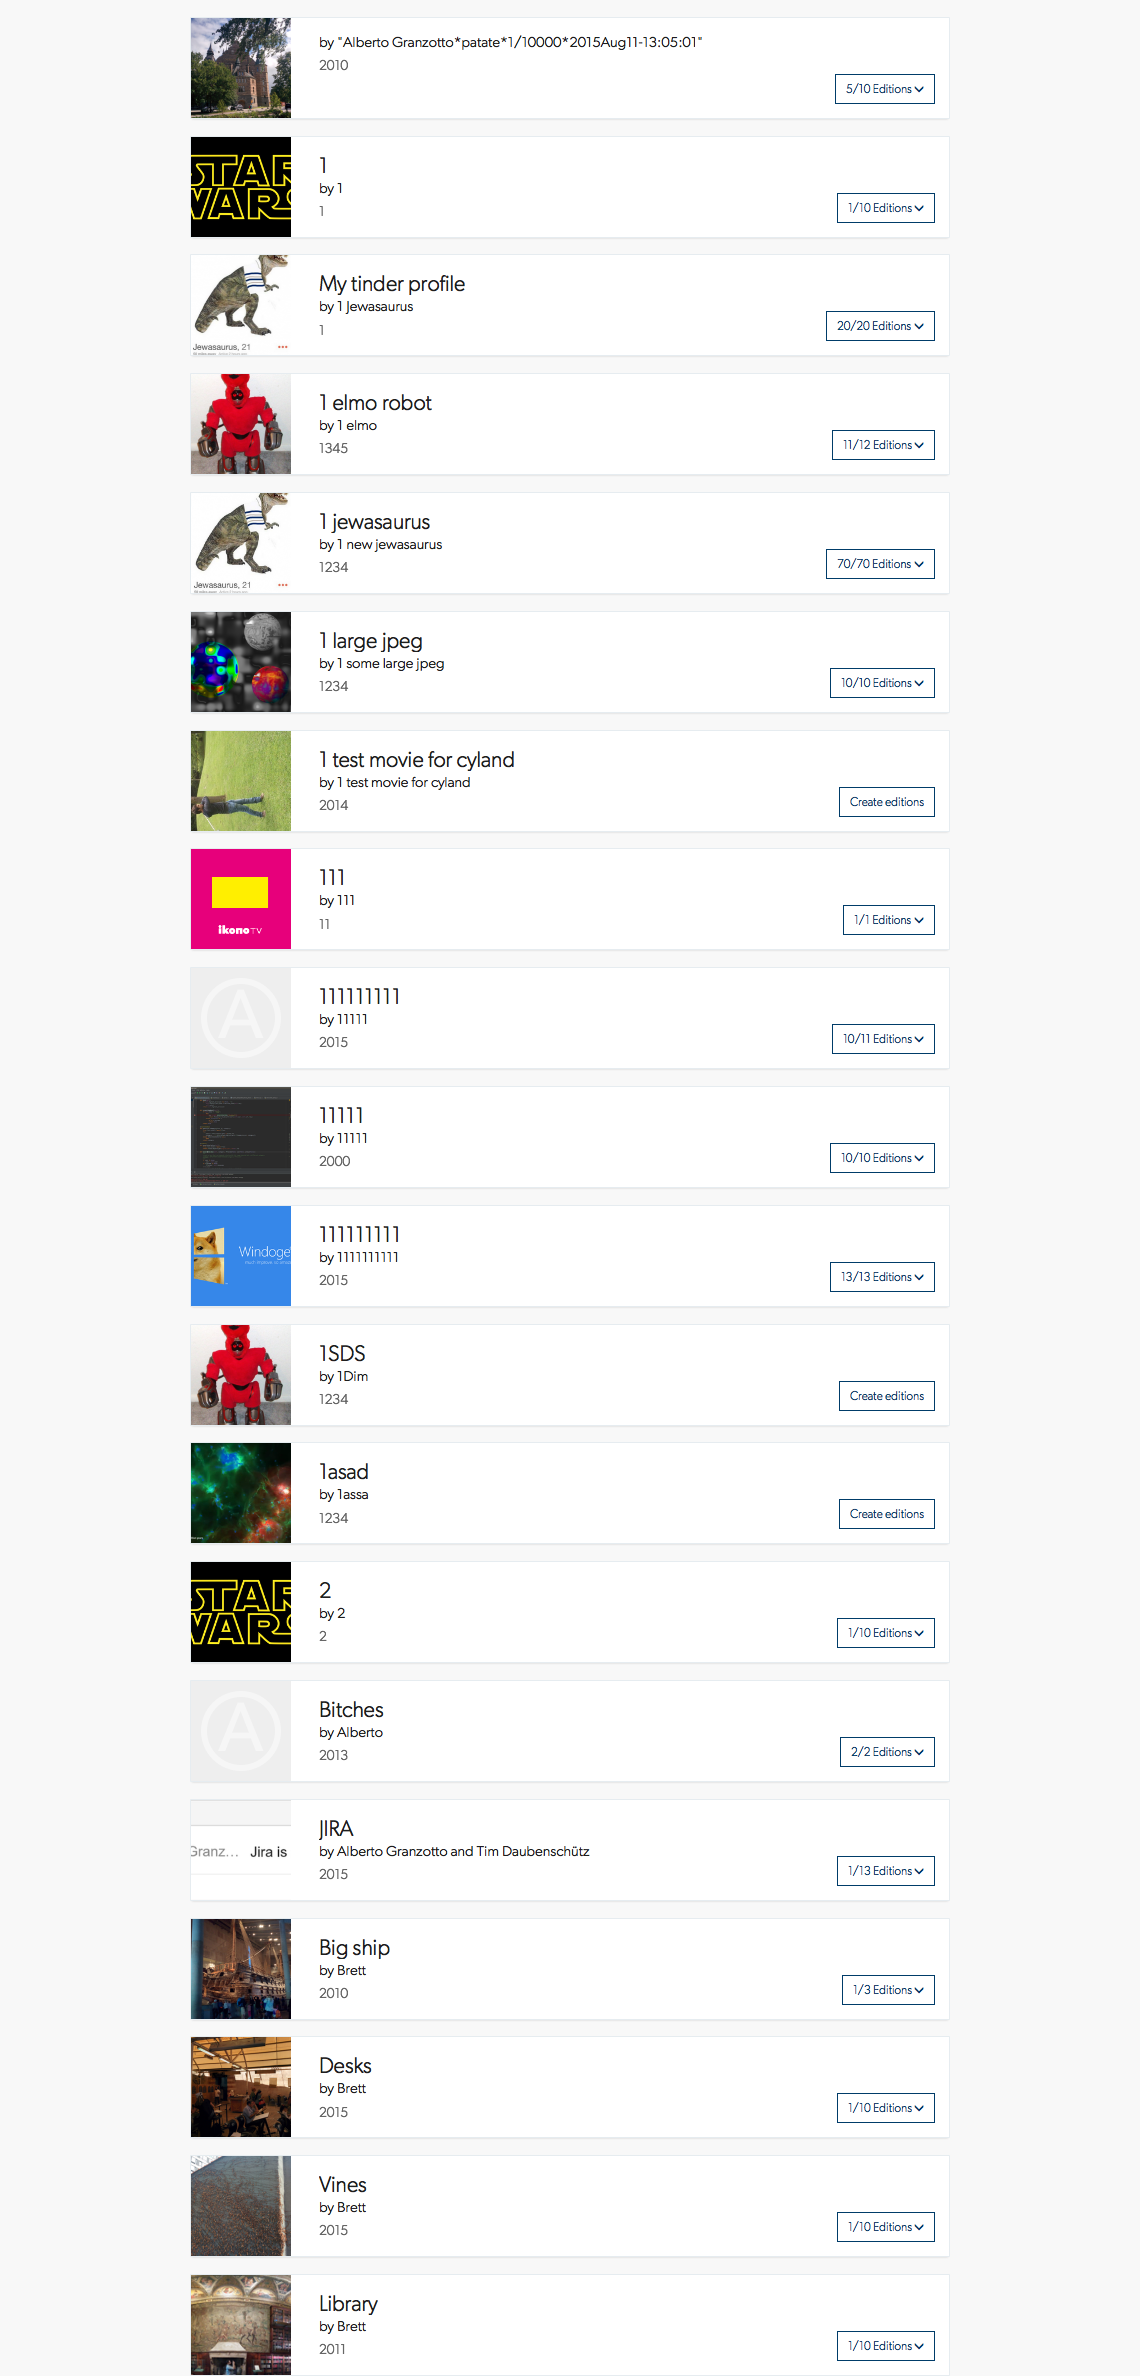 by "Alberto Granzotto*patate*1/10000*2015Aug11-13:05:01"
2010
5/10 Editions
STAR
WARS
1
by 1
1
1/10 Editions
My tinder profile
by 1 Jewasaurus
1
20/20 Editions
Jewasaurus, 21
1 elmo robot
by 1 elmo
1345
11/12 Editions
1 jewasaurus
by 1 new jewasaurus
1234
70/70 Editions
Jewasaurus, 21
1 large jpeg
by 1 some large jpeg
1234
10/10 Editions
1 test movie for cyland
by 1 test movie for cyland
2014
Create editions
ikonoTV
111
by 111
11
1/1 Editions
A
111111111
by 11111
2015
10/11 Editions
11111
by 11111
2000
10/10 Editions
Windoge
111111111
by 1111111111
2015
13/13 Editions
1SDS
by 1Dim
1234
Create editions
1asad
by 1assa
1234
Create editions
STAR
WARS
2
by 2
2
1/10 Editions
A
Bitches
by Alberto
2013
2/2 Editions
Granz... Jira is
JIRA
by Alberto Granzotto and Tim Daubenschütz
2015
1/13 Editions
Big ship
by Brett
2010
1/3 Editions
Desks
by Brett
2015
1/10 Editions
Vines
by Brett
2015
1/10 Editions
Library
by Brett
2011
1/10 Editions